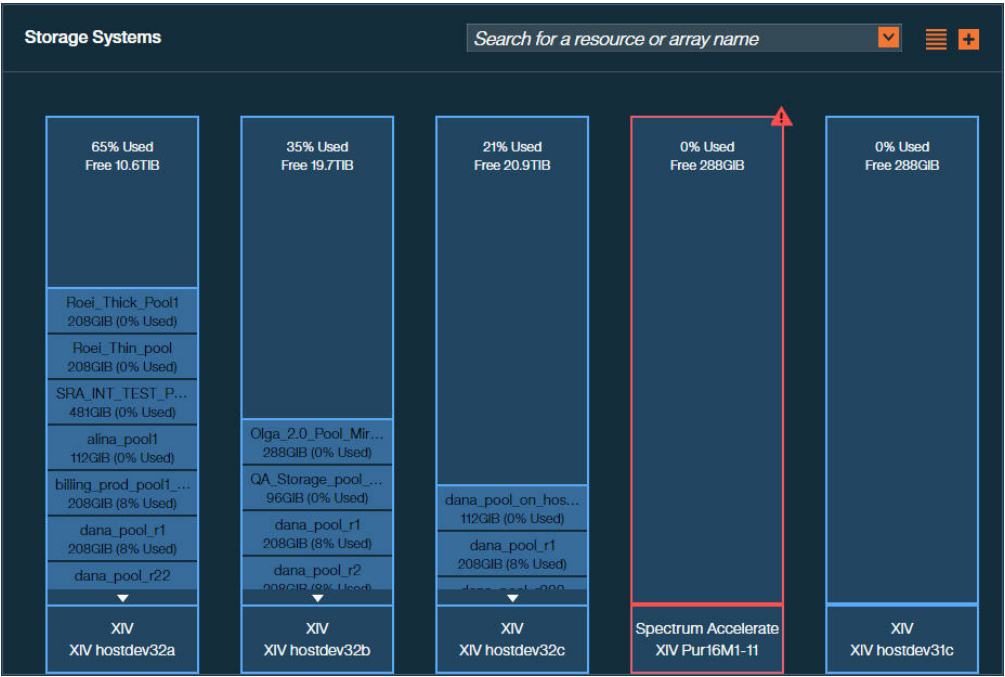 Storage Systems
Search for a resource or array name
65% Used
Free 10.6TIB
Roei_Thick_Pool1
208GIB (0% Used)
Roei_Thin_pool
208GIB (0% Used)
SRA_INT_TEST_P...
481GIB (0% Used)
alina_pool1
112GIB (0% Used)
billing_prod_pool1_...
208GIB (8% Used)
dana_pool_r1
208GIB (8% Used)
dana_pool_r22
XIV
XIV hostdev32a
35% Used
Free 19.7TIB
Olga_2.0_Pool_Mir...
288GIB (0% Used)
QA_Storage_pool_...
96GIB (0% Used)
dana_pool_r1
208GIB (8% Used)
dana_pool_r2
208GIB (8% Used)
XIV
XIV hostdev32b
21% Used
Free 20.9TIB
dana_pool_on_hos...
112GIB (0% Used)
dana_pool_r1
208GIB (8% Used)
XIV
XIV hostdev32c
0% Used
Free 288GIB
Spectrum Accelerate
XIV Pur16M1-11
0% Used
Free 288GIB
XIV
XIV hostdev31c